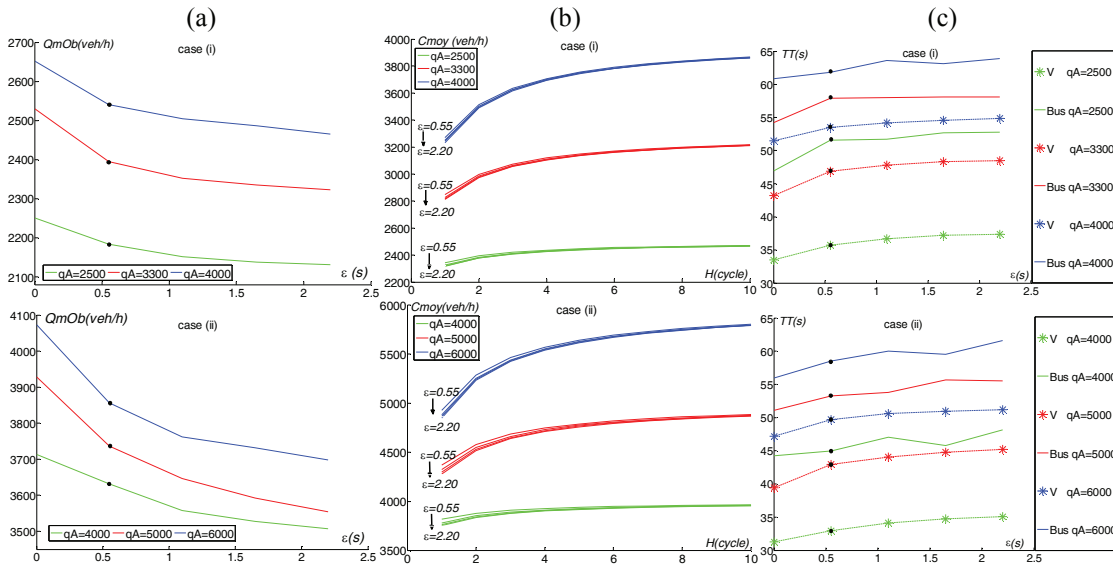 (a)
(b)
(c)
QmOb(veh/h)
case (i)
2700
2600
2500
2400
2300
2200
2100
0
0.5
1
1.5
2
2.5
ε(s)
qA=2500 qA=3300 qA=4000
Cmoy (veh/h)
case (i)
qA=2500
qA=3300
qA=4000
4000
3800
3600
3400
3200
3000
2800
2600
2400
2200
ε=0.55
ε=2.20
ε=0.55
ε=2.20
ε=0.55
ε=2.20
0
2
4
6
8
10
H(cycle)
TT(s)
case (i)
65
60
55
50
45
40
35
30
0
0.5
1
1.5
2
2.5
ε(s)
V qA=2500
Bus qA=2500
V qA=3300
Bus qA=3300
V qA=4000
Bus qA=4000
QmOb(veh/h)
case (ii)
4100
4000
3900
3800
3700
3600
3500
0
0.5
1
1.5
2
2.5
ε(s)
qA=4000 qA=5000 qA=6000
Cmoy(veh/h)
case (ii)
qA=4000
qA=5000
qA=6000
6000
5500
5000
4500
4000
3500
ε=0.55
ε=2.20
ε=0.55
ε=2.20
ε=0.55
ε=2.20
0
2
4
6
8
10
H(cycle)
TT(s)
case (ii)
65
60
55
50
45
40
35
30
0
0.5
1
1.5
2
2.5
ε(s)
V qA=4000
Bus qA=4000
V qA=5000
Bus qA=5000
V qA=6000
Bus qA=6000